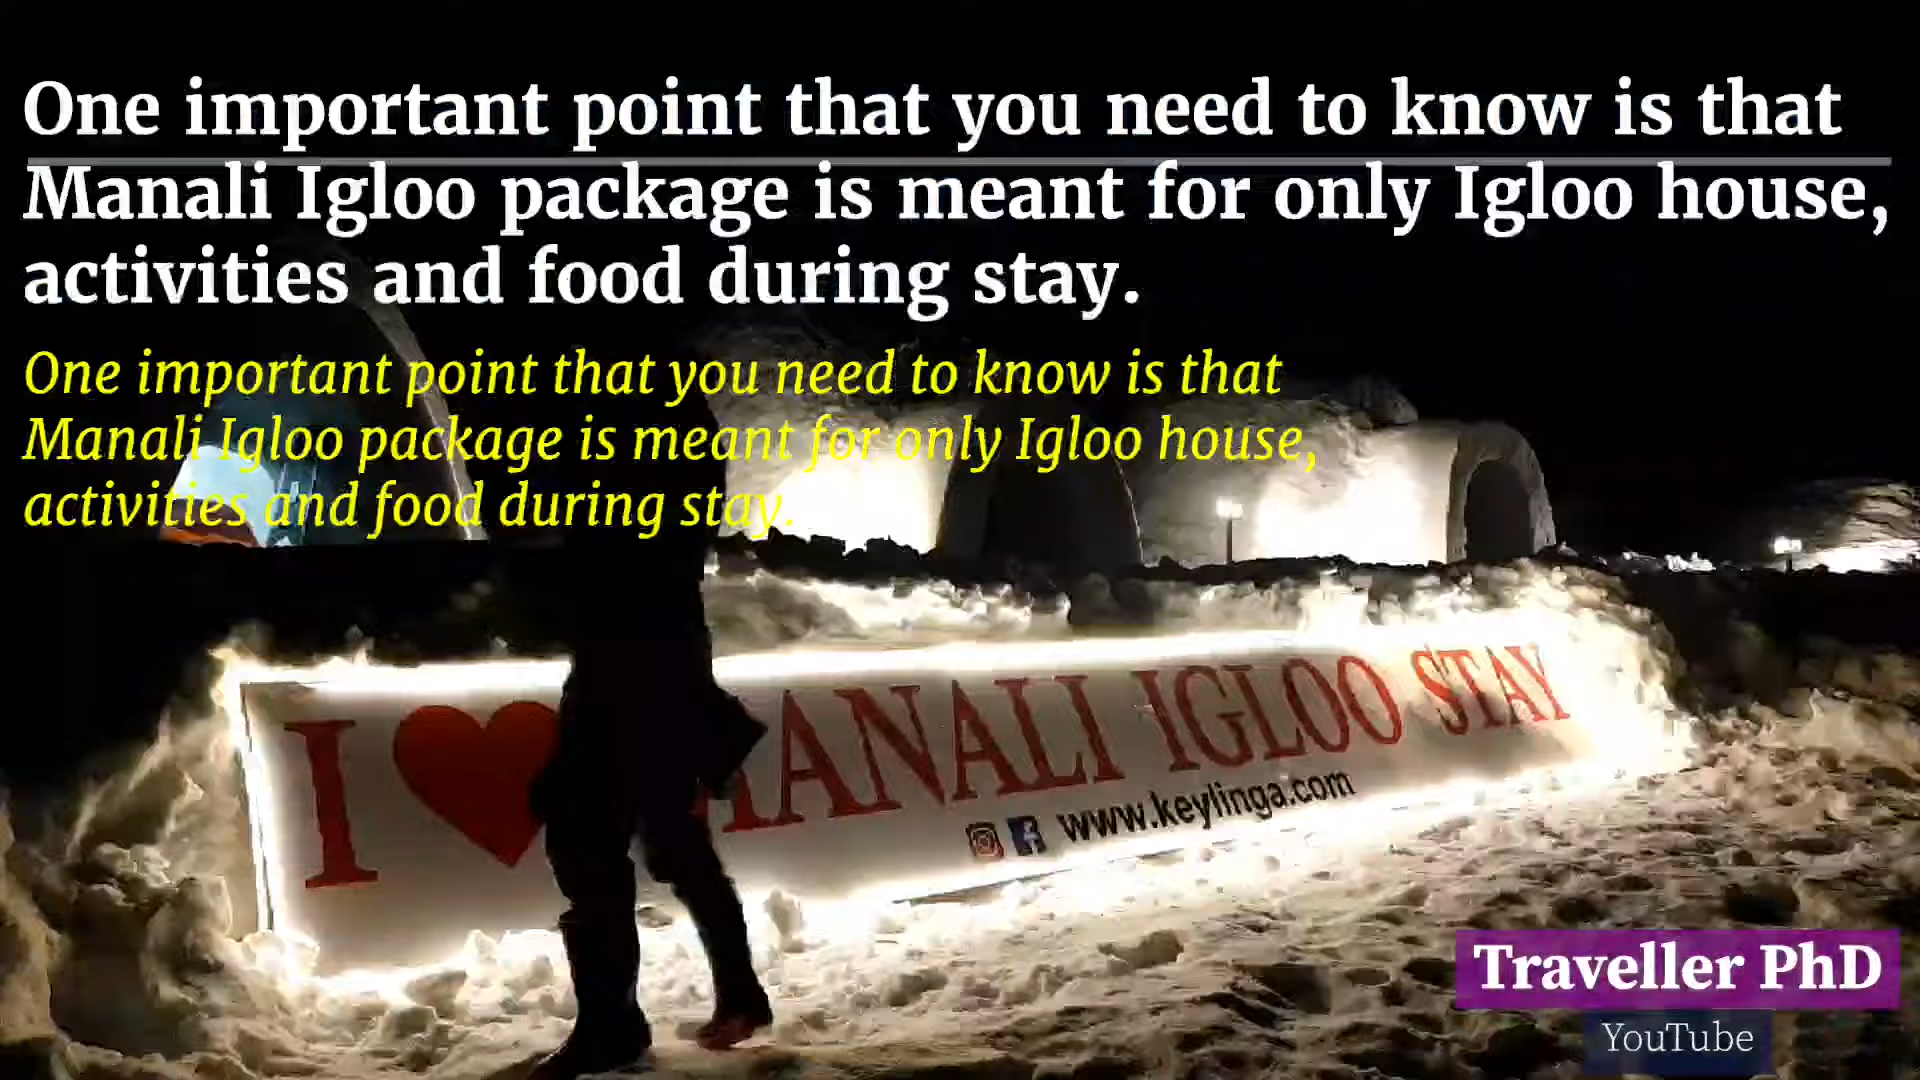 One important point that you need to know is that
Manali Igloo package is meant for only Igloo house,
activities and food during stay.
One important point that you need to know is that
Manali Igloo package is meant for only Igloo house,
activities and food during stay.
I ❤ MANALI IGLOO STAY
www.keylinga.com
Traveller PhD
YouTube